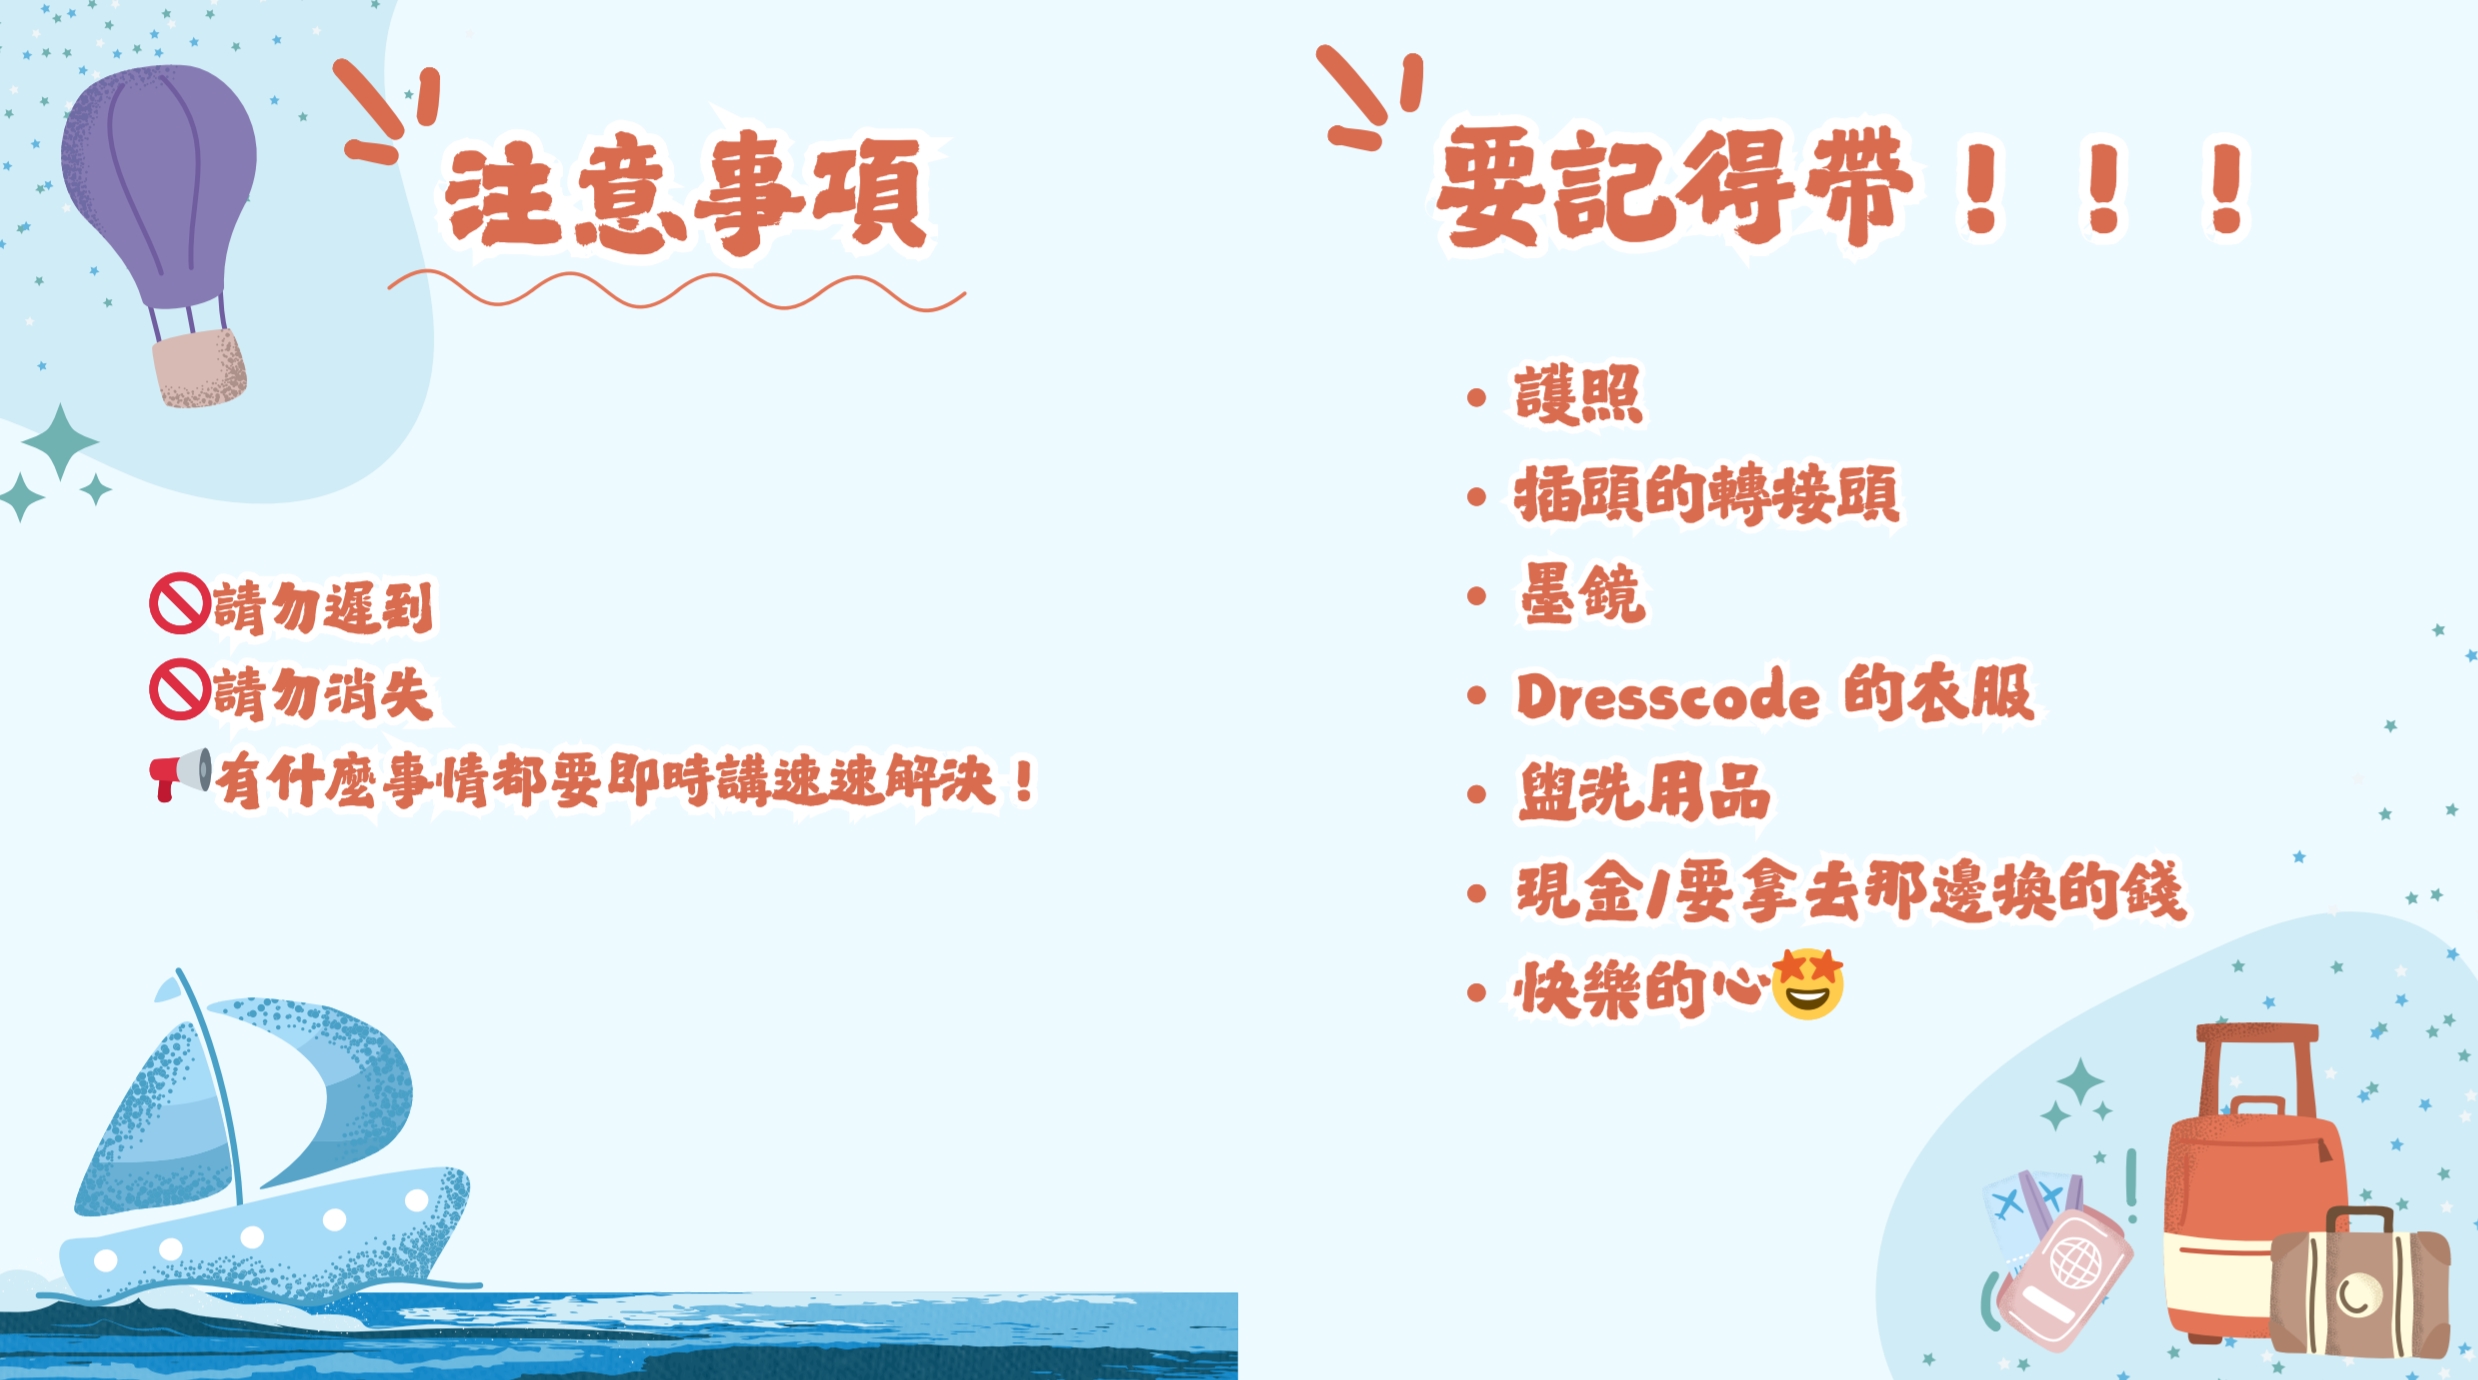 注意事項
🚫請勿遲到
🚫請勿消失
📢有什麼事情都要即時講速速解決！
要記得帶！！！
• 護照
• 插頭的轉接頭
• 墨鏡
• Dresscode 的衣服
• 盥洗用品
• 現金/要拿去那邊換的錢
• 快樂的心🤩